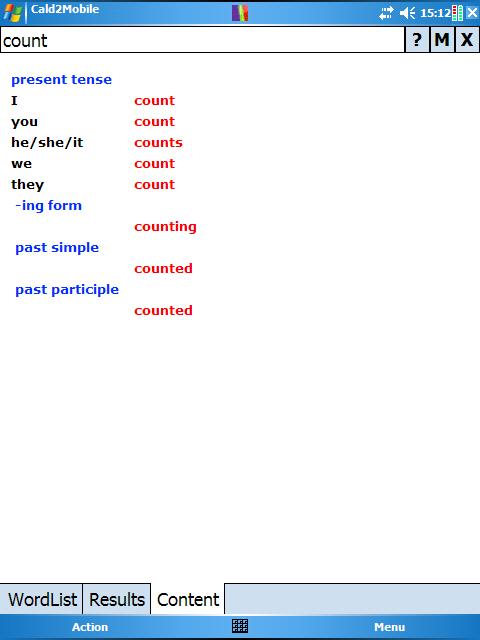 Cald2Mobile 15:12
count ? M X
present tense
I count
you count
he/she/it counts
we count
they count
-ing form
counting
past simple
counted
past participle
counted
WordList Results Content
Action Menu